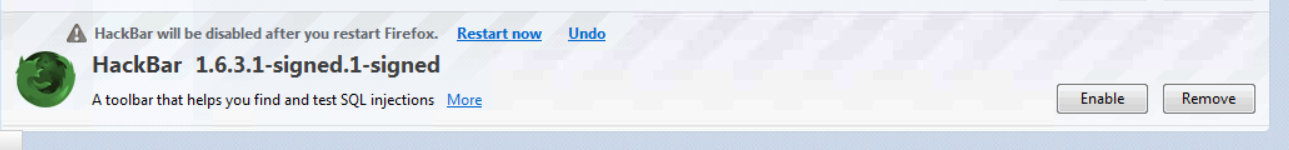 HackBar will be disabled after you restart Firefox. Restart now Undo
HackBar 1.6.3.1-signed.1-signed
A toolbar that helps you find and test SQL injections More
Enable Remove